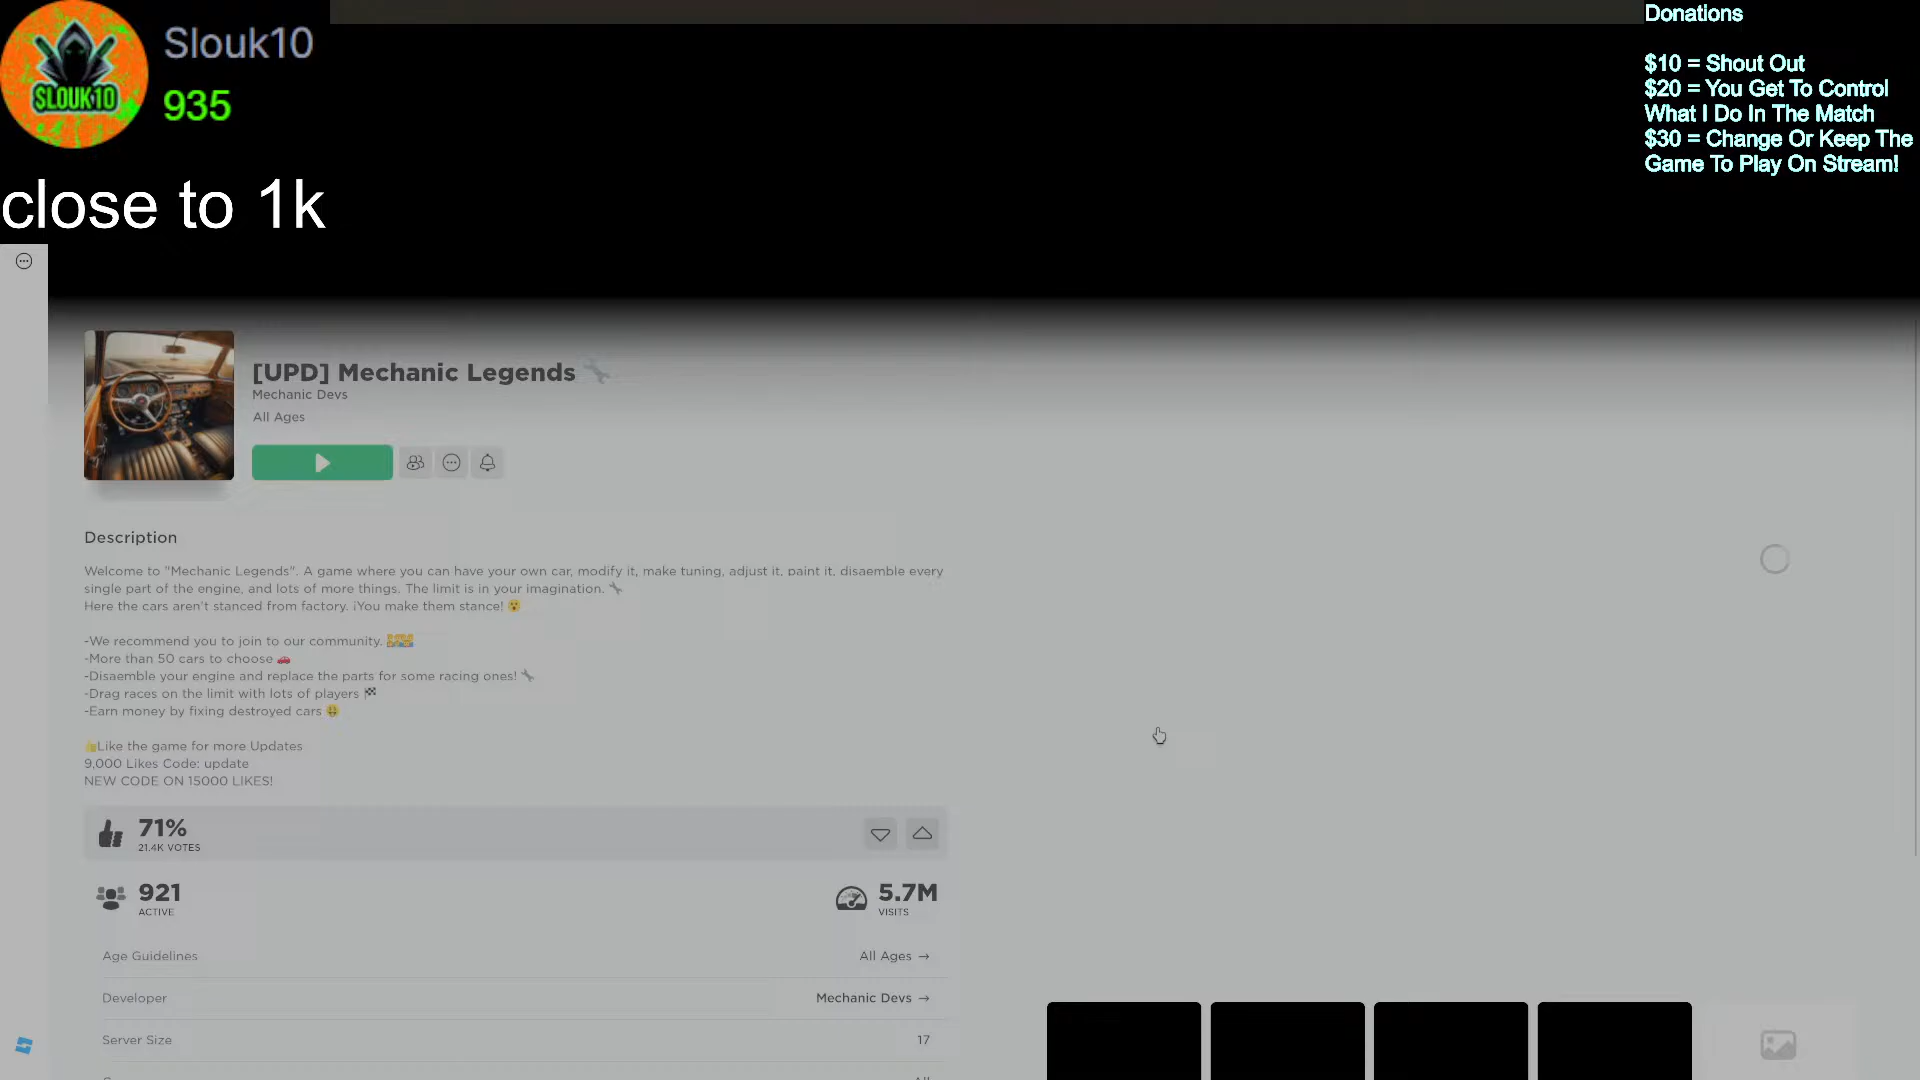 SLOUK10
Slouk10
935
close to 1k
Donations
$10 = Shout Out
$20 = You Get To Control
What I Do In The Match
$30 = Change Or Keep The
Game To Play On Stream!
[UPD] Mechanic Legends 🔧
Mechanic Devs
All Ages
Description
Welcome to "Mechanic Legends". A game where you can have your own car, modify it, make tuning, adjust it, paint it, disaemble every
single part of the engine, and lots of more things. The limit is in your imagination. 🔧
Here the cars aren't stanced from factory. ¡You make them stance! 😮
-We recommend you to join to our community.
-More than 50 cars to choose 🚗
-Disaemble your engine and replace the parts for some racing ones! 🔧
-Drag races on the limit with lots of players 🏁
-Earn money by fixing destroyed cars 🤑
👍Like the game for more Updates
9,000 Likes Code: update
NEW CODE ON 15000 LIKES!
71%
21.4K VOTES
921
ACTIVE
5.7M
VISITS
Age Guidelines
All Ages →
Developer
Mechanic Devs →
Server Size
17